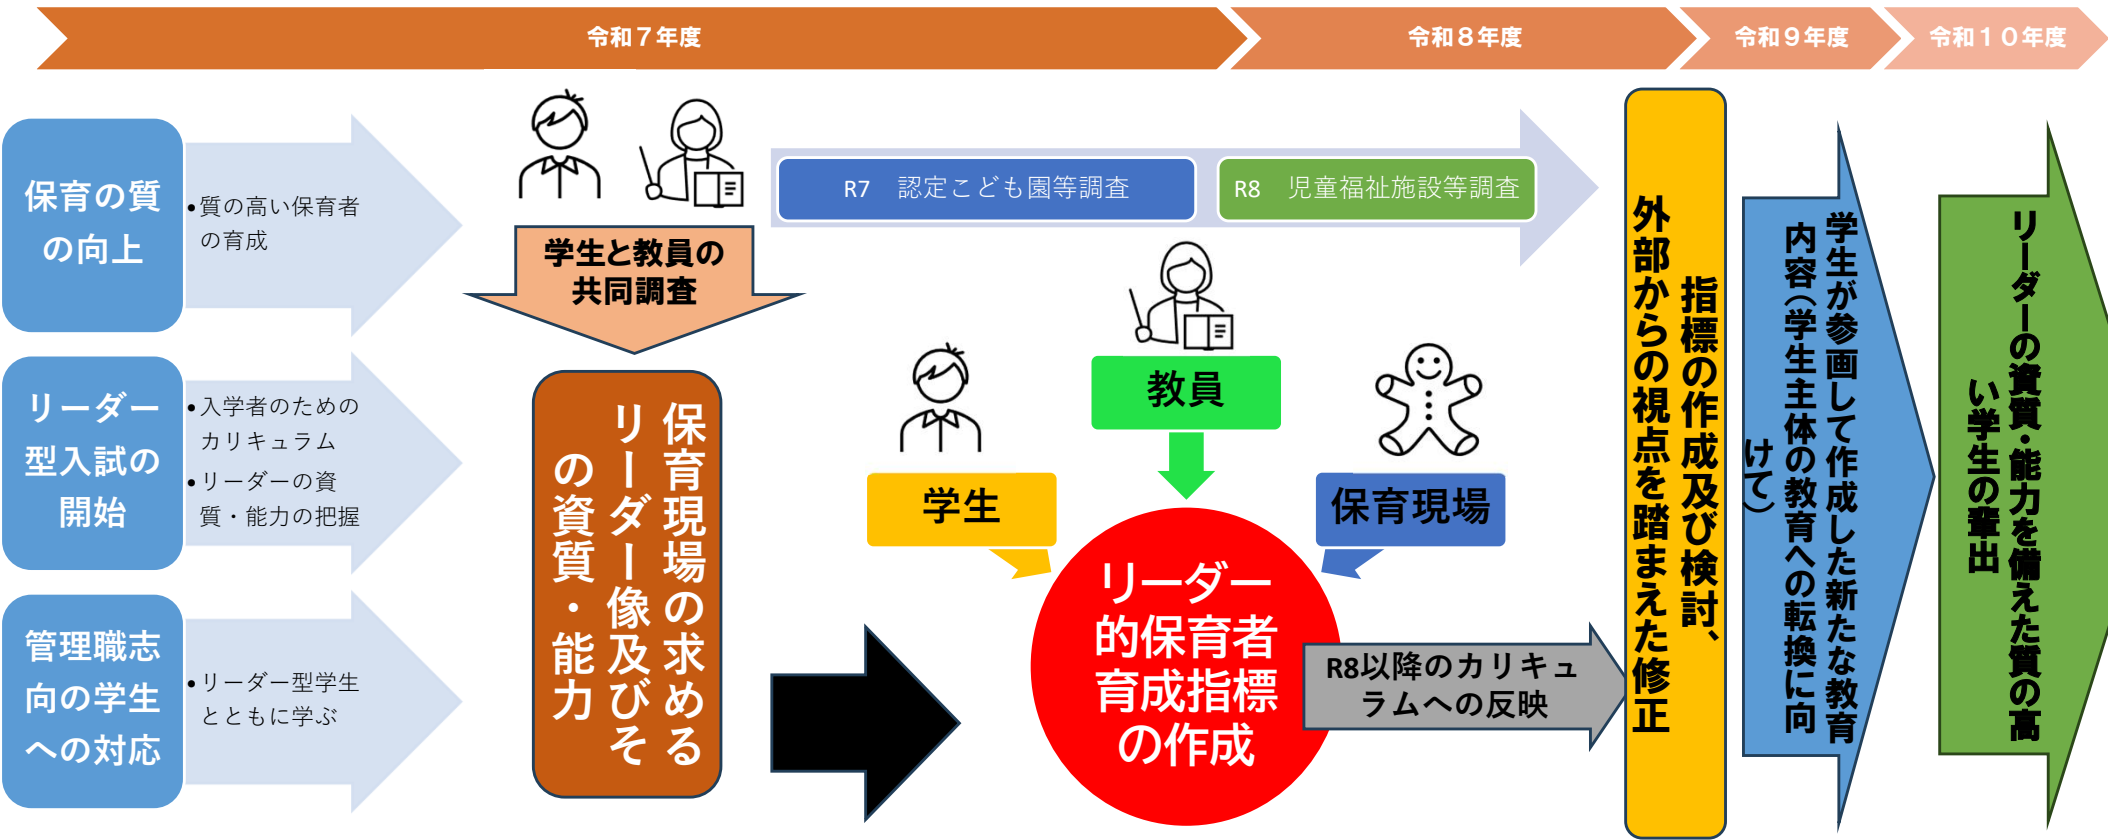 令和７年度
令和８年度
令和９年度
令和１０年度
保育の質
の向上
•質の高い保育者
の育成
リーダー
型入試の
開始
•入学者のための
カリキュラム
•リーダーの資
質・能力の把握
管理職志
向の学生
への対応
•リーダー型学生
とともに学ぶ
学生と教員の
共同調査
保育現場の求める
リーダー像及びそ
の資質・能力
R7　認定こども園等調査
R8　児童福祉施設等調査
教員
学生
保育現場
リーダー
的保育者
育成指標
の作成
R8以降のカリキュ
ラムへの反映
指標の作成及び検討、
外部からの視点を踏まえた修正
学生が参画して作成した新たな教育
内容（学生主体の教育への転換に向
けて）
リーダーの資質・能力を備えた質の高
い学生の輩出